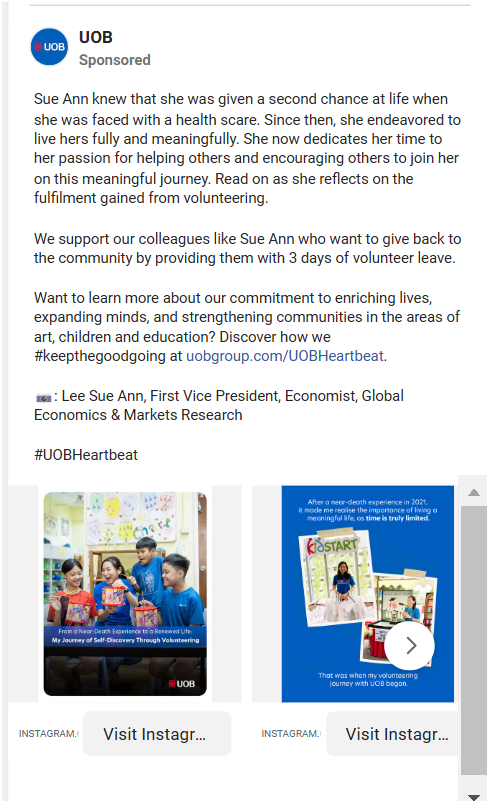 UOB
UOB
Sponsored
Sue Ann knew that she was given a second chance at life when
she was faced with a health scare. Since then, she endeavored to
live hers fully and meaningfully. She now dedicates her time to
her passion for helping others and encouraging others to join her
on this meaningful journey. Read on as she reflects on the
fulfilment gained from volunteering.
We support our colleagues like Sue Ann who want to give back to
the community by providing them with 3 days of volunteer leave.
Want to learn more about our commitment to enriching lives,
expanding minds, and strengthening communities in the areas of
art, children and education? Discover how we
#keepthegoodgoing at uobgroup.com/UOBHeartbeat.
📷: Lee Sue Ann, First Vice President, Economist, Global
Economics & Markets Research
#UOBHeartbeat
From a Near-Death Experience to a Renewed Life:
My Journey of Self-Discovery Through Volunteering
UOB
After a near-death experience in 2021,
it made me realise the importance of living a
meaningful life, as time is truly limited.
KidSTART
That was when my volunteering
journey with UOB began.
INSTAGRAM.
Visit Instagr...
INSTAGRAM.
Visit Instagr...